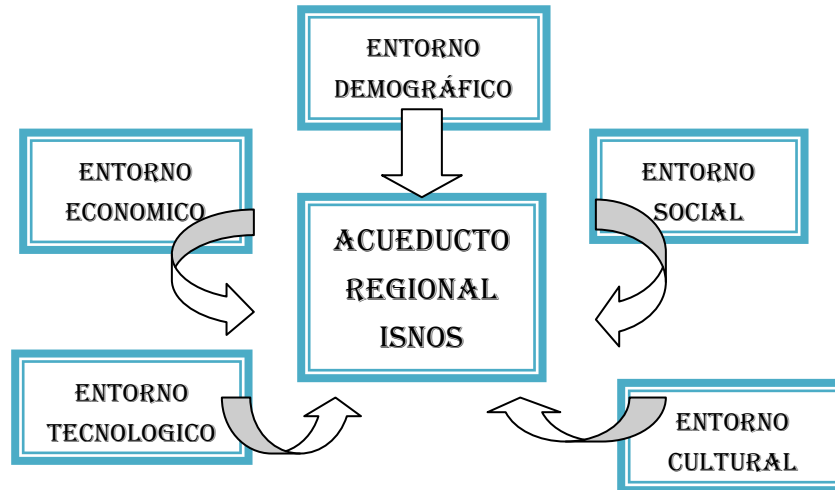 ENTORNO
DEMOGRÁFICO
ENTORNO
ECONOMICO
ENTORNO
SOCIAL
ACUEDUCTO
REGIONAL
ISNOS
ENTORNO
TECNOLOGICO
ENTORNO
CULTURAL